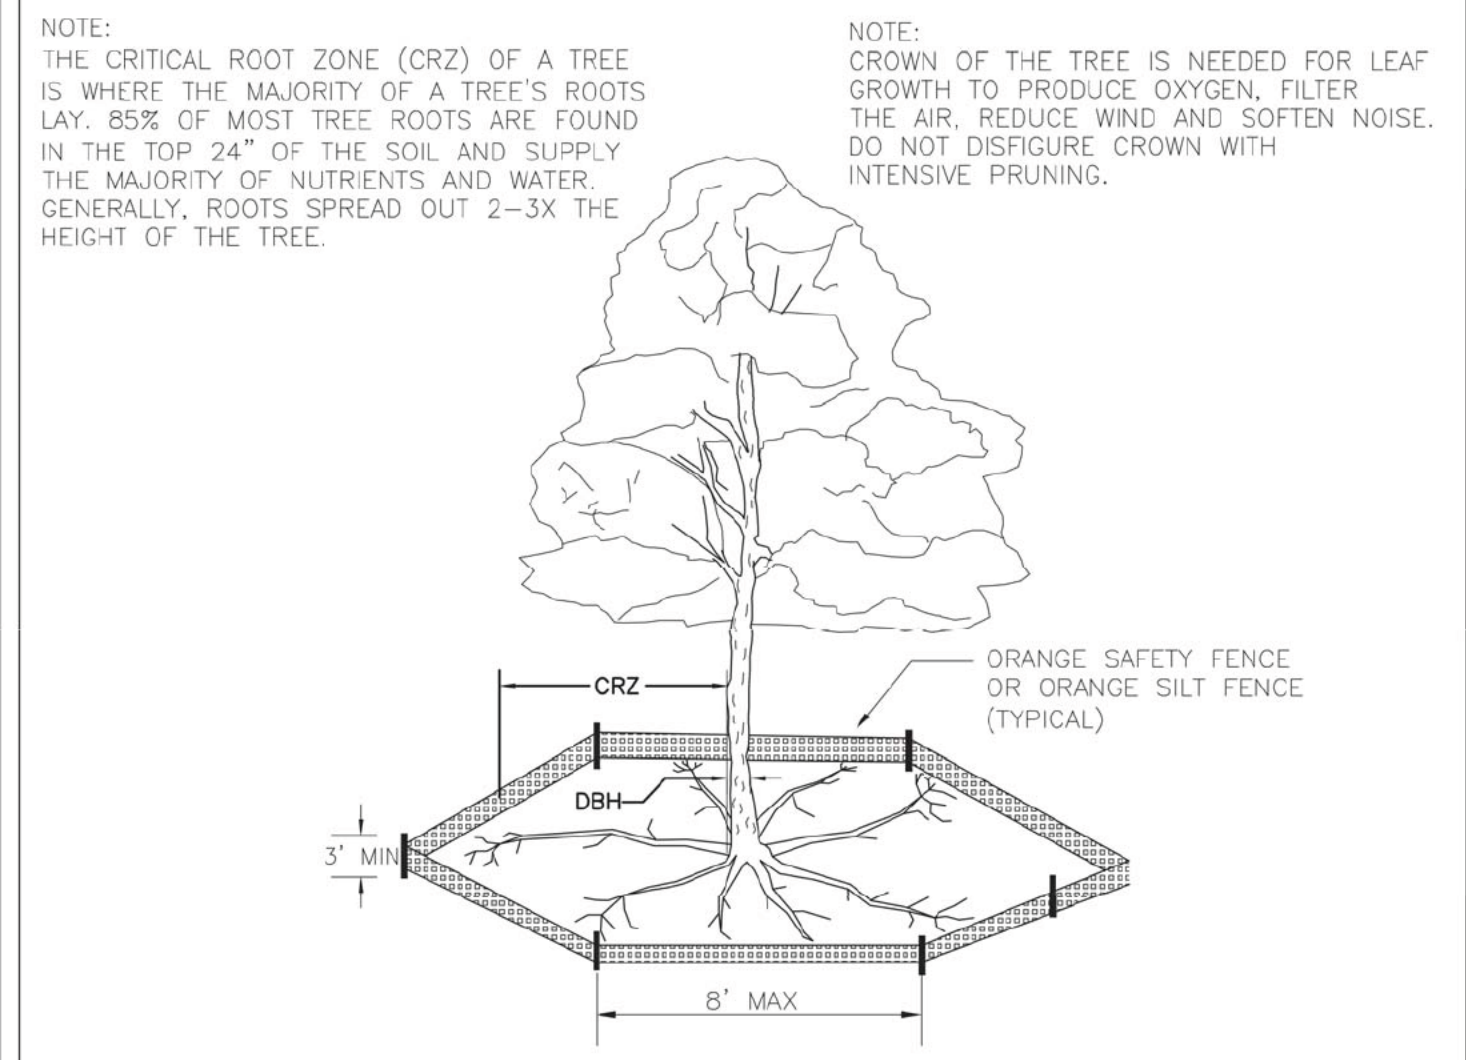 NOTE:
THE CRITICAL ROOT ZONE (CRZ) OF A TREE
IS WHERE THE MAJORITY OF A TREE'S ROOTS
LAY. 85% OF MOST TREE ROOTS ARE FOUND
IN THE TOP 24" OF THE SOIL AND SUPPLY
THE MAJORITY OF NUTRIENTS AND WATER.
GENERALLY, ROOTS SPREAD OUT 2-3X THE
HEIGHT OF THE TREE.
NOTE:
CROWN OF THE TREE IS NEEDED FOR LEAF
GROWTH TO PRODUCE OXYGEN, FILTER
THE AIR, REDUCE WIND AND SOFTEN NOISE.
DO NOT DISFIGURE CROWN WITH
INTENSIVE PRUNING.
ORANGE SAFETY FENCE
OR ORANGE SILT FENCE
(TYPICAL)
CRZ
DBH
3' MIN
8' MAX